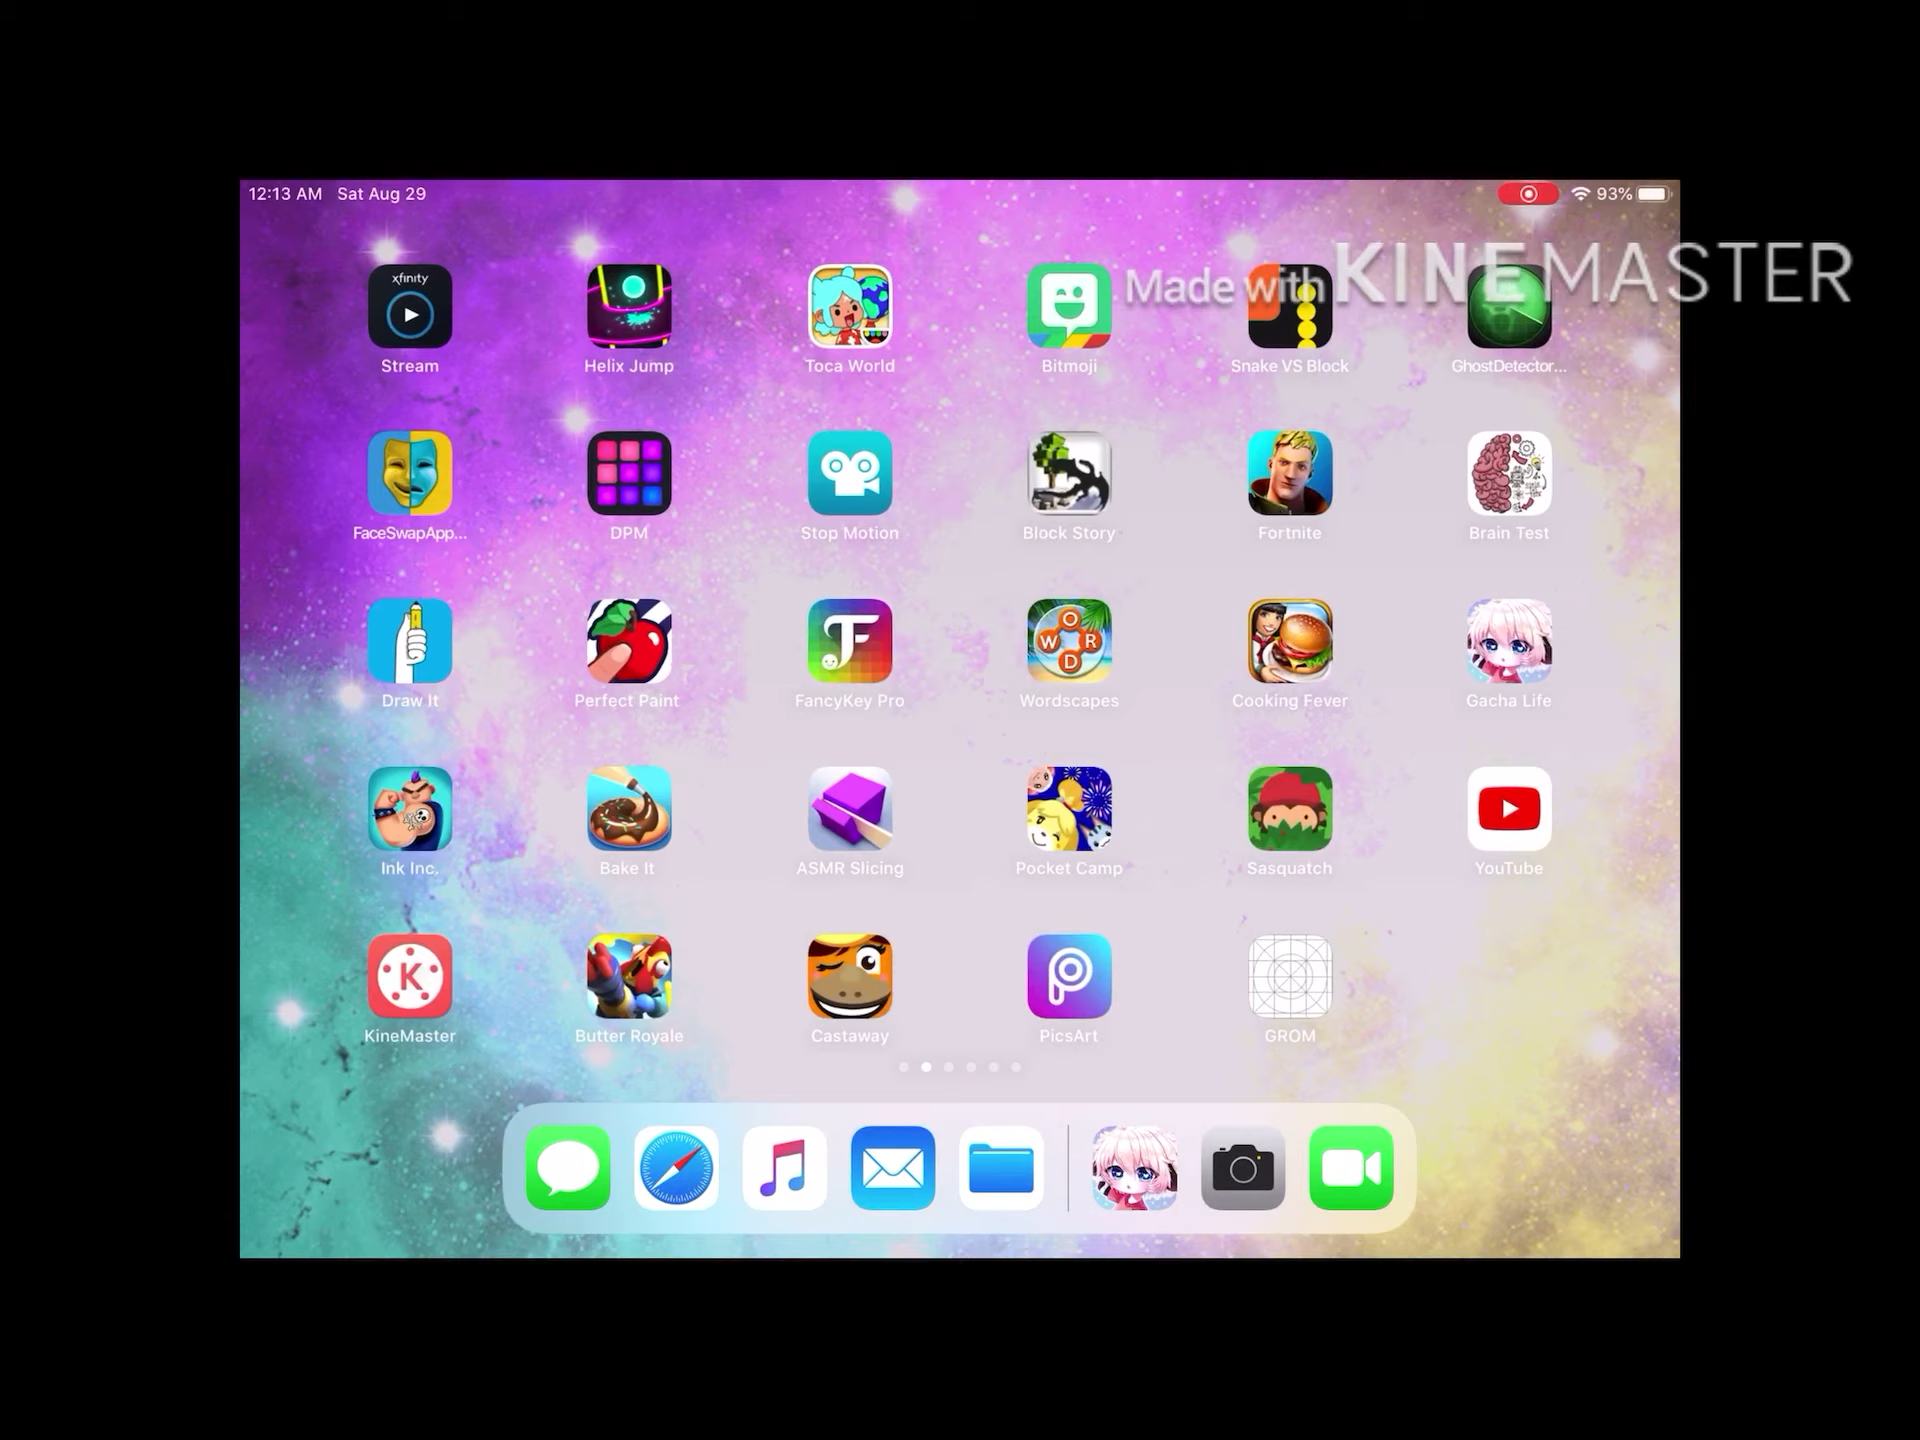 12:13 AM Sat Aug 29
93%
Made with KINEMASTER
xfinity
Stream
Helix Jump
Toca World
Bitmoji
Snake VS Block
GhostDetector...
FaceSwapApp...
DPM
Stop Motion
Block Story
Fortnite
Brain Test
Draw It
Perfect Paint
FancyKey Pro
WORD
Wordscapes
Cooking Fever
Gacha Life
Ink Inc.
Bake It
ASMR Slicing
Pocket Camp
Sasquatch
YouTube
K
KineMaster
Butter Royale
Castaway
PicsArt
GROM